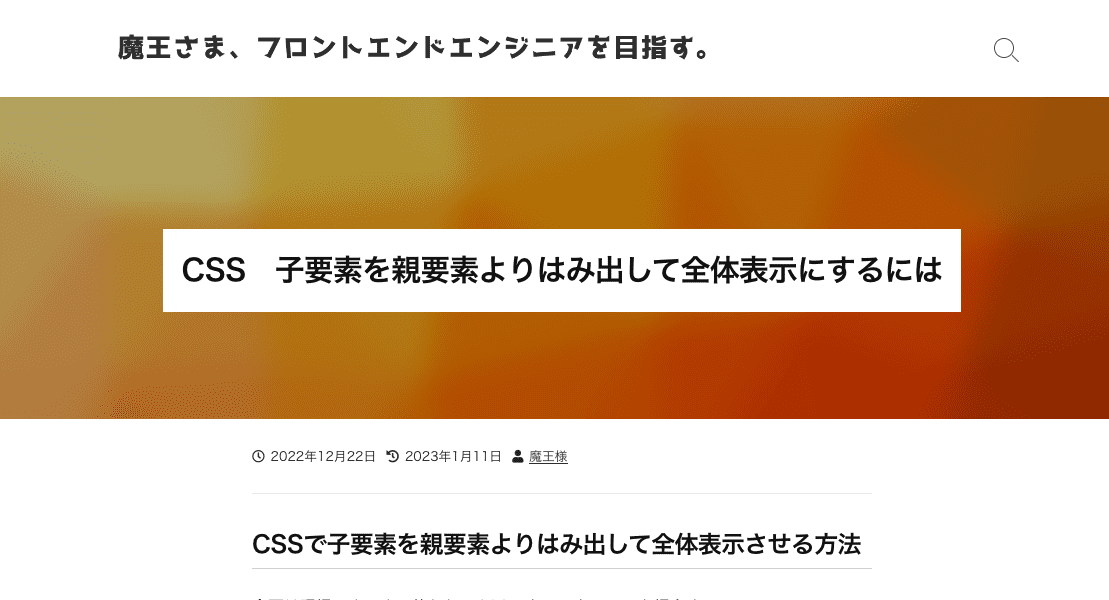 魔王さま、フロントエンドエンジニアを目指す。
CSS　子要素を親要素よりはみ出して全体表示にするには
2022年12月22日 2023年1月11日 魔王様
CSSで子要素を親要素よりはみ出して全体表示させる方法